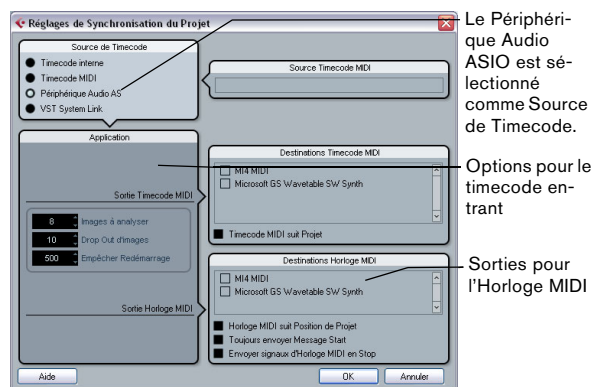 Réglages de Synchronisation du Projet
Source de Timecode
Timecode interne
Timecode MIDI
Périphérique Audio AS
VST System Link
Source Timecode MIDI
Application
Sortie Timecode MIDI
8 Images à analyser
10 Drop Out d'Images
500 Empêcher Redémarrage
Sortie Horloge MIDI
Destinations Timecode MIDI
MI4 MIDI
Microsoft GS Wavetable SW Synth
Timecode MIDI suit Projet
Destinations Horloge MIDI
MI4 MIDI
Microsoft GS Wavetable SW Synth
Horloge MIDI suit Position de Projet
Toujours envoyer Message Start
Envoyer signaux d'Horloge MIDI en Stop
Aide
OK
Annuler
Le Périphéri-
que Audio
ASIO est sé-
lectionné
comme Source
de Timecode.
Options pour le
timecode en-
trant
Sorties pour
l'Horloge MIDI